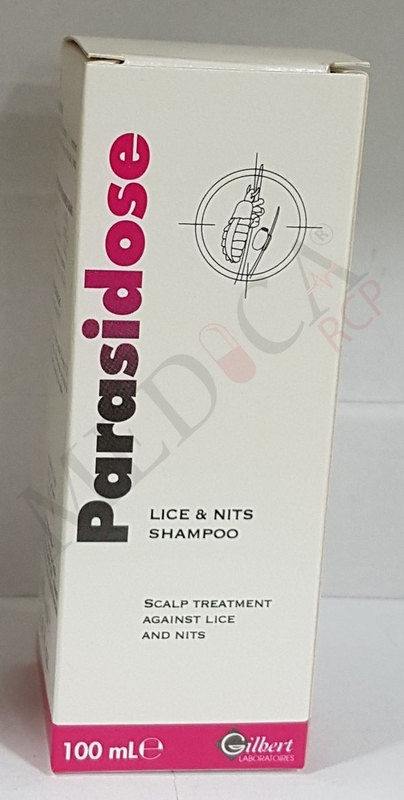 Parasidose
LICE & NITS
SHAMPOO
SCALP TREATMENT
AGAINST LICE
AND NITS
100 mL℮
Gilbert
LABORATOIRES
MEDICA®
RCP